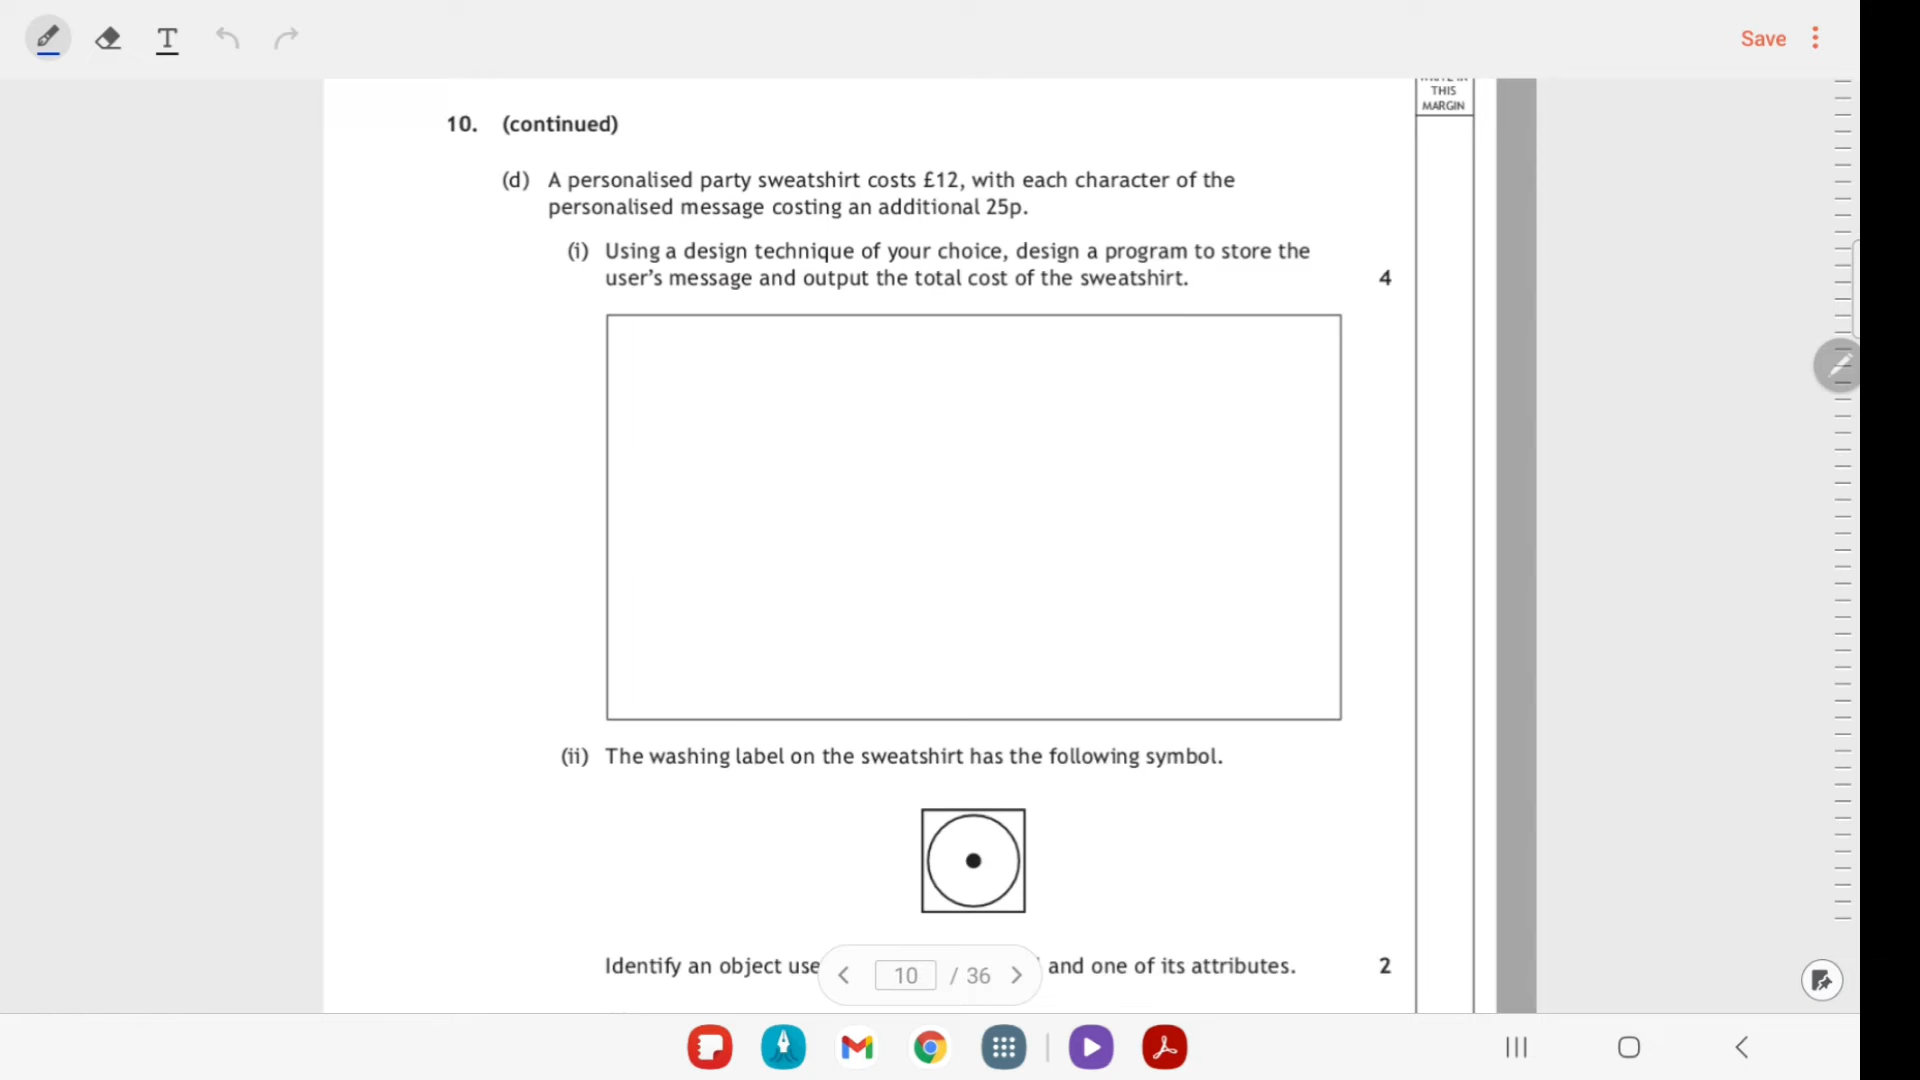 T
Save
THIS
MARGIN
10. (continued)
(d) A personalised party sweatshirt costs £12, with each character of the
personalised message costing an additional 25p.
(i) Using a design technique of your choice, design a program to store the
user’s message and output the total cost of the sweatshirt. 4
(ii) The washing label on the sweatshirt has the following symbol.
Identify an object use and one of its attributes. 2
10 / 36